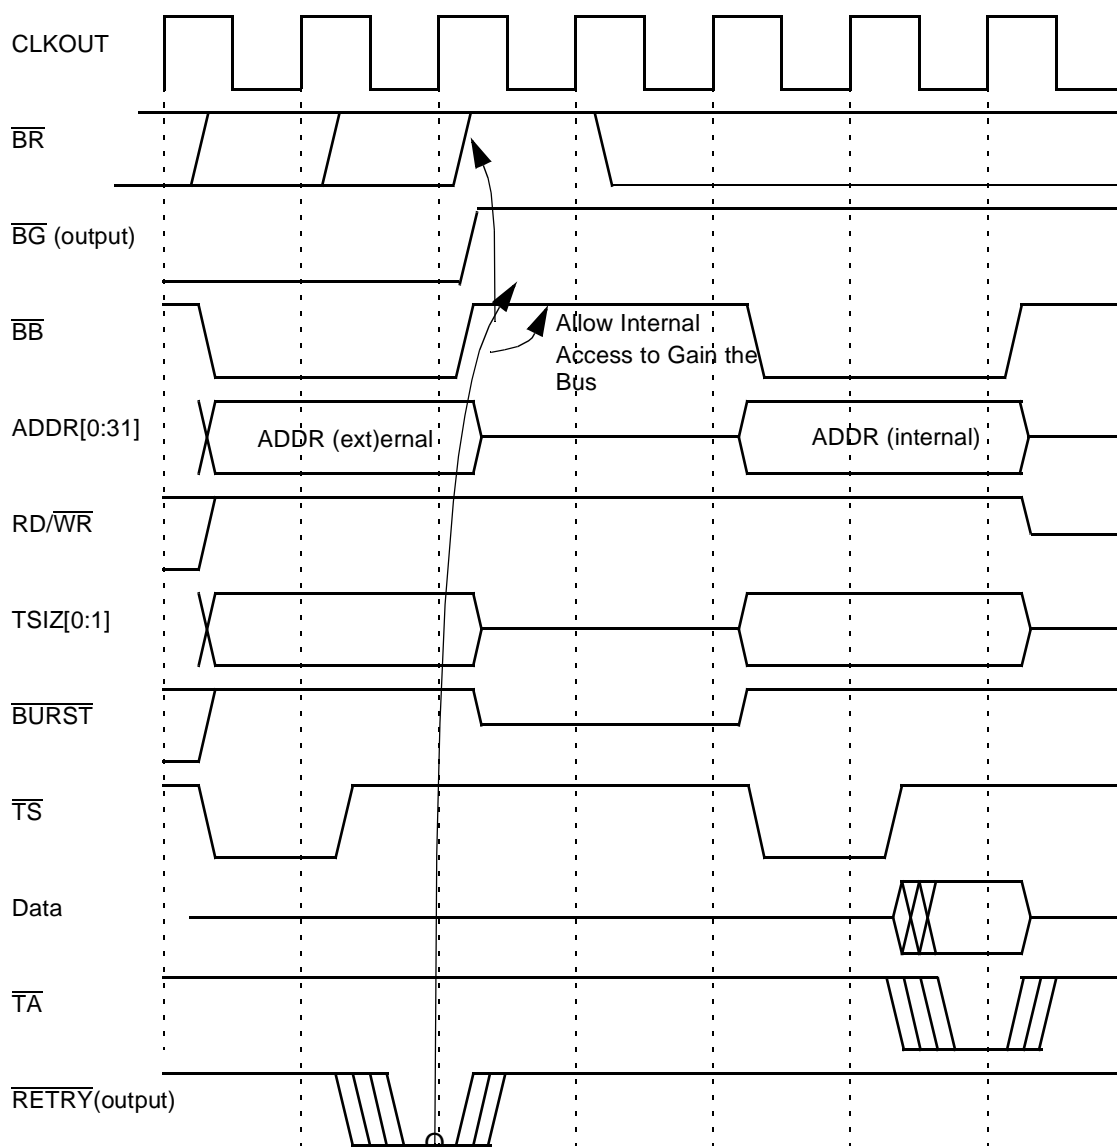 CLKOUT
BR
BG (output)
BB
Allow Internal
Access to Gain the
Bus
ADDR[0:31]
ADDR (ext)ernal
ADDR (internal)
RD/WR
TSIZ[0:1]
BURST
TS
Data
TA
RETRY(output)